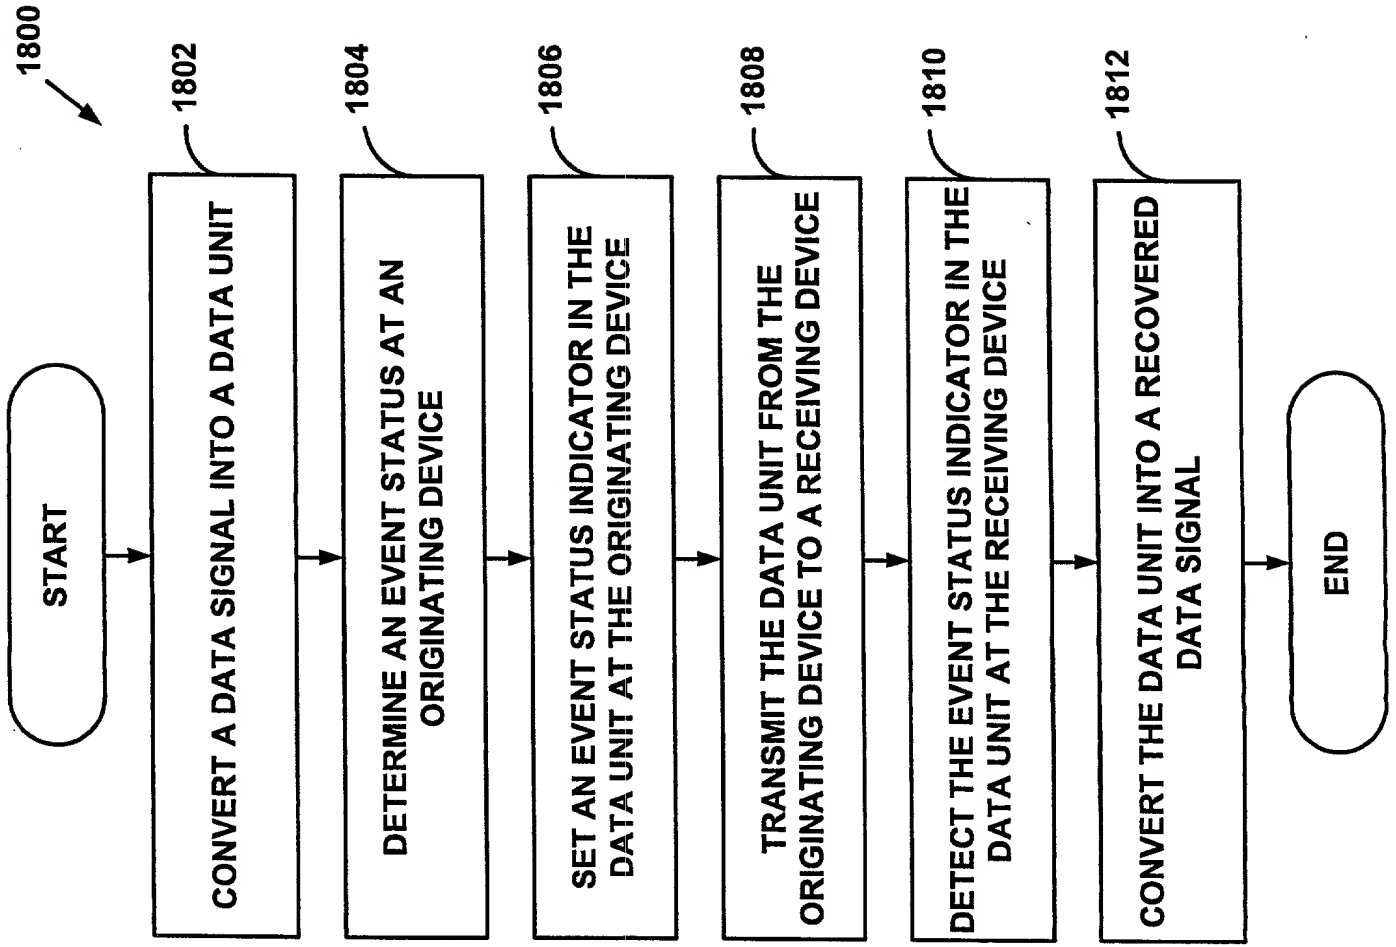 1800
START
1802
CONVERT A DATA SIGNAL INTO A DATA UNIT
1804
DETERMINE AN EVENT STATUS AT AN
ORIGINATING DEVICE
1806
SET AN EVENT STATUS INDICATOR IN THE
DATA UNIT AT THE ORIGINATING DEVICE
1808
TRANSMIT THE DATA UNIT FROM THE
ORIGINATING DEVICE TO A RECEIVING DEVICE
1810
DETECT THE EVENT STATUS INDICATOR IN THE
DATA UNIT AT THE RECEIVING DEVICE
1812
CONVERT THE DATA UNIT INTO A RECOVERED
DATA SIGNAL
END